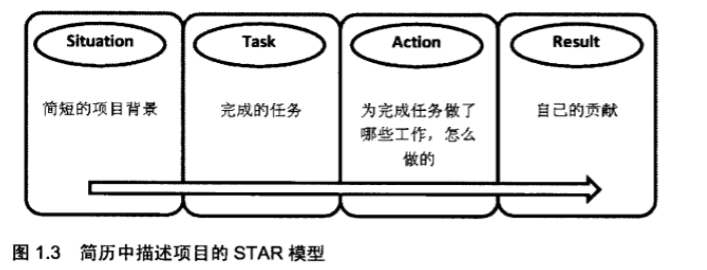 Situation
简短的项目背景
Task
完成的任务
Action
为完成任务做了
哪些工作，怎么
做的
Result
自己的贡献
图 1.3 简历中描述项目的 STAR 模型